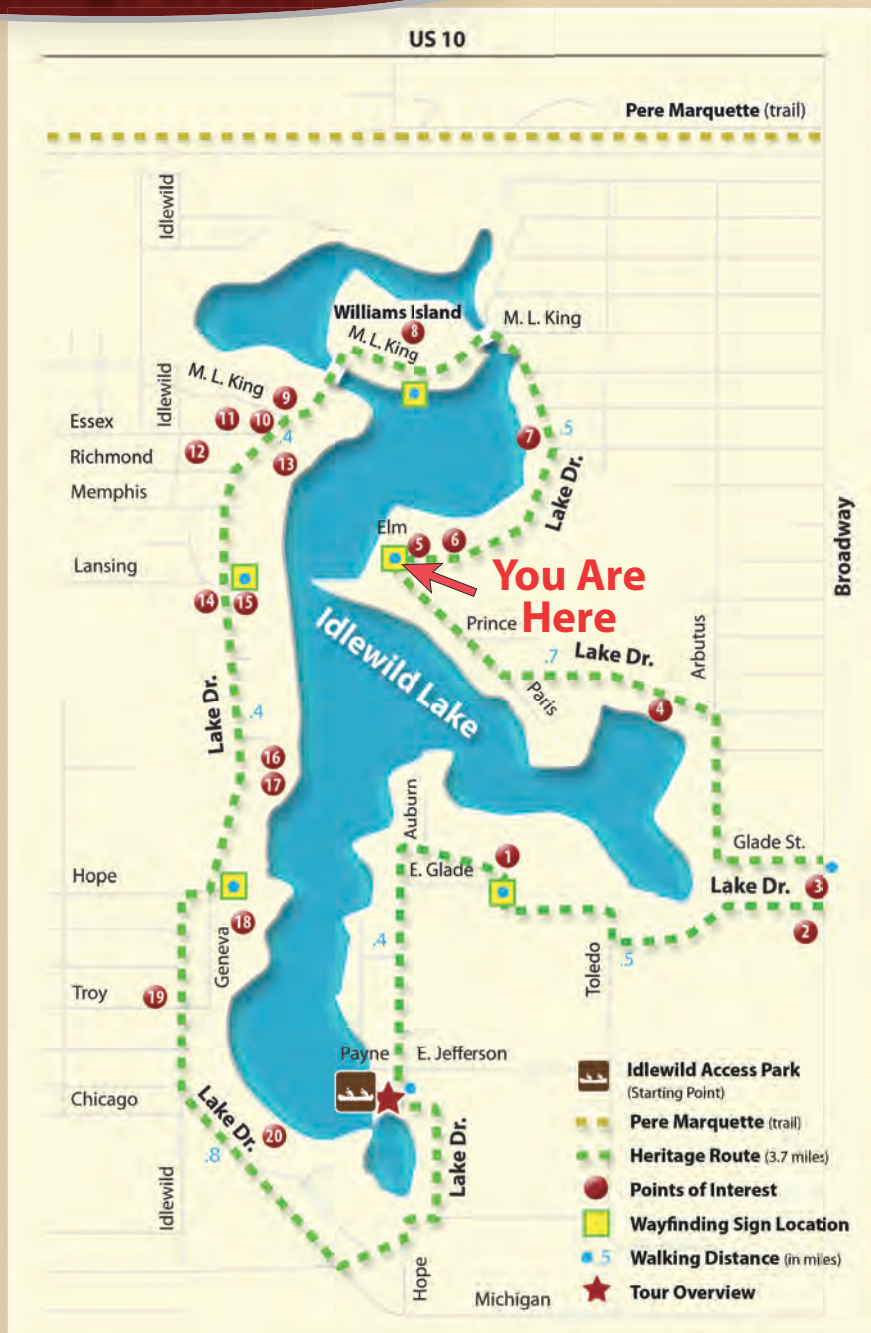 US 10
Pere Marquette (trail)
Idlewild
Williams Island
8
M. L. King
M. L. King
M. L. King
9
Idlewild
Essex
11
10
.4
7
.5
Richmond
12
13
Memphis
Lake Dr.
Elm
5
6
Broadway
Lansing
You Are
Here
14
15
Idlewild Lake
Prince
.7
Lake Dr.
Arbutus
Paris
4
Lake Dr.
.4
16
17
Auburn
Glade St.
1
E. Glade
Hope
Lake Dr.
3
2
18
Geneva
.4
Toledo
.5
Troy
19
Payne
E. Jefferson
Chicago
Lake Dr.
20
.8
Idlewild
Lake Dr.
Hope
Michigan
Idlewild Access Park
(Starting Point)
Pere Marquette (trail)
Heritage Route (3.7 miles)
Points of Interest
Wayfinding Sign Location
.5 Walking Distance (in miles)
Tour Overview